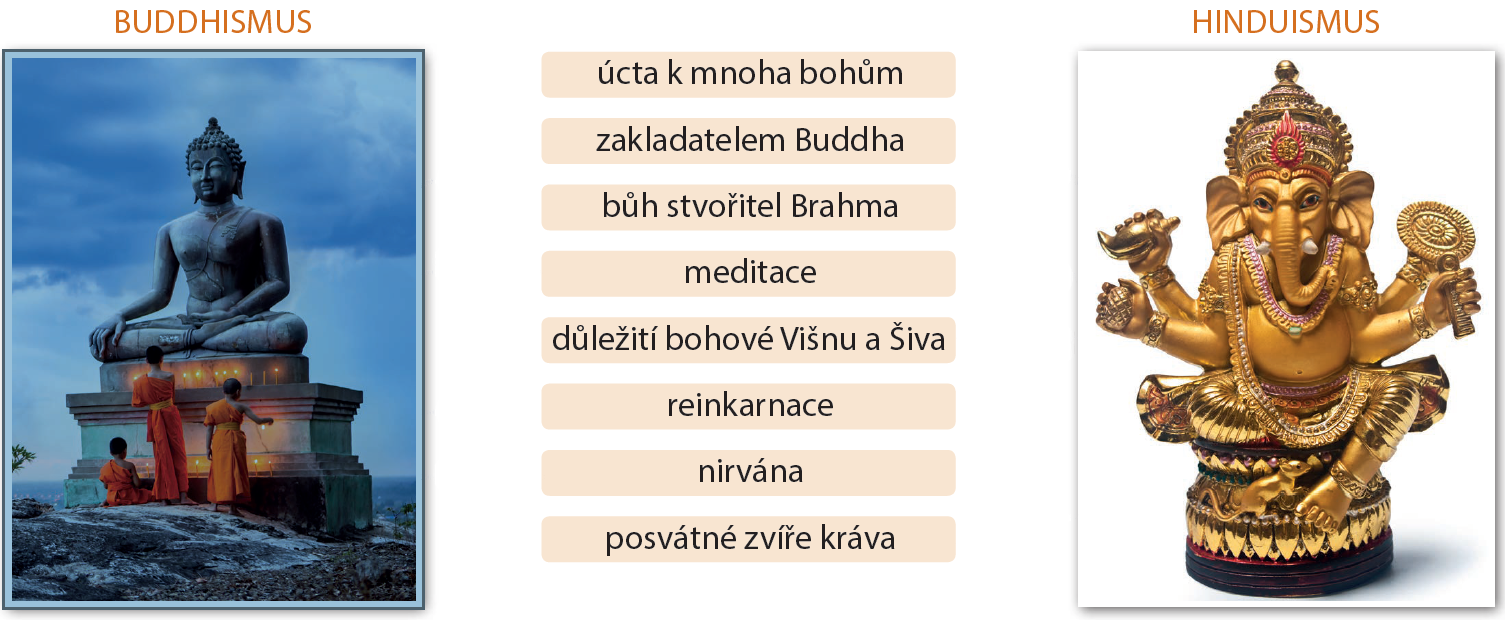 BUDDHISMUS
HINDUISMUS
úcta k mnoha bohům
zakladatelem Buddha
bůh stvořitel Brahma
meditace
důležití bohové Višnu a Šiva
reinkarnace
nirvána
posvátné zvíře kráva